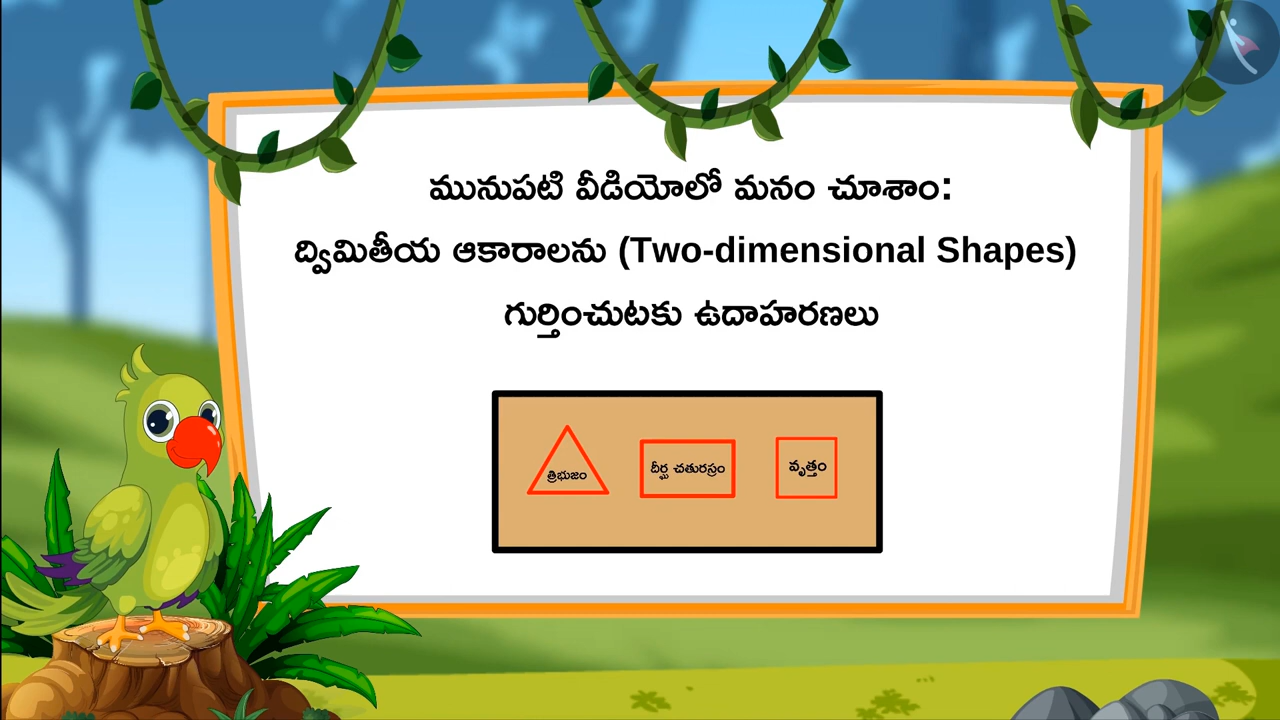 మునుపటి వీడియోలో మనం చూశాం:
ద్విమితీయ ఆకారాలను (Two-dimensional Shapes)
గుర్తించుటకు ఉదాహరణలు
త్రిభుజం దీర్ఘ చతురస్రం వృత్తం